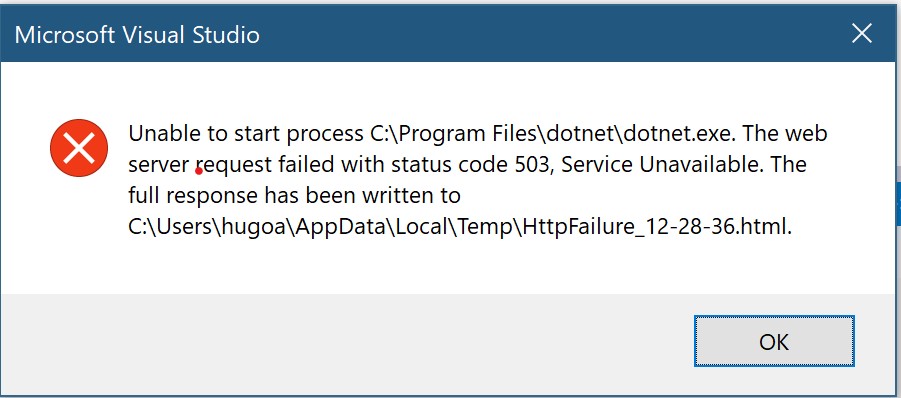 Microsoft Visual Studio
Unable to start process C:\Program Files\dotnet\dotnet.exe. The web
server request failed with status code 503, Service Unavailable. The
full response has been written to
C:\Users\hugoa\AppData\Local\Temp\HttpFailure_12-28-36.html.
OK